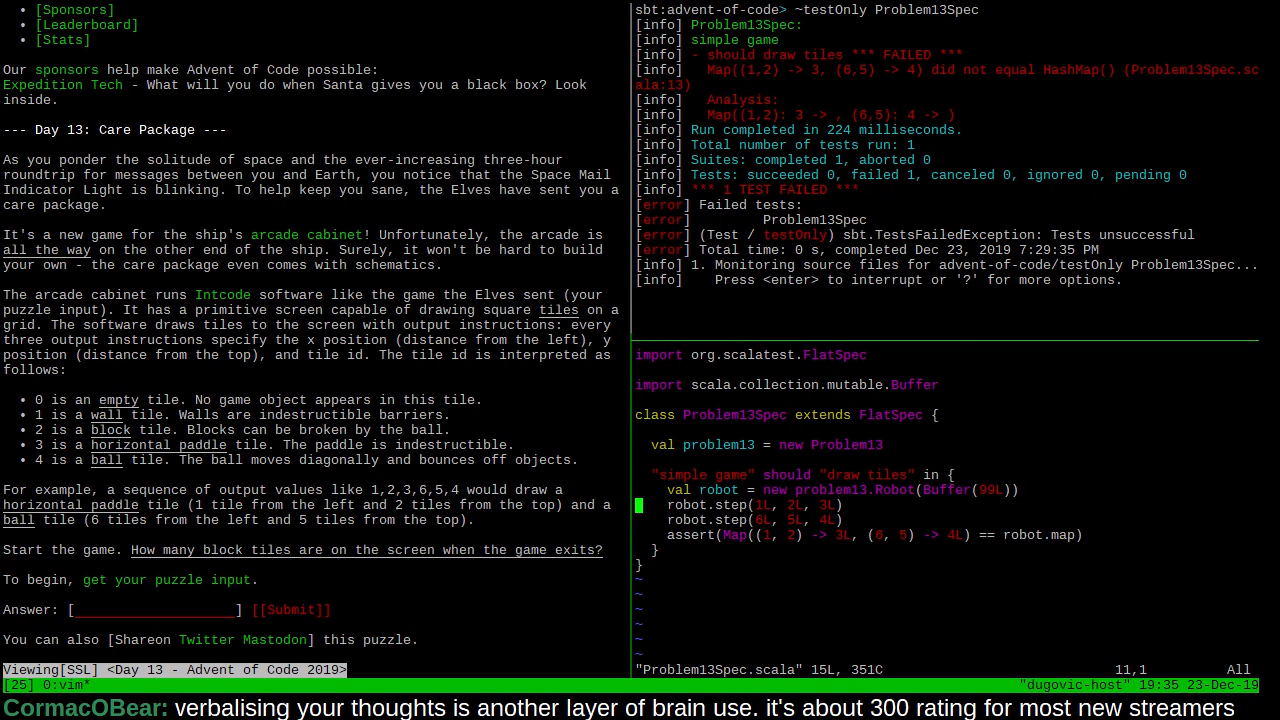 • [Sponsors]
• [Leaderboard]
• [Stats]
Our sponsors help make Advent of Code possible:
Expedition Tech - What will you do when Santa gives you a black box? Look
inside.
--- Day 13: Care Package ---
As you ponder the solitude of space and the ever-increasing three-hour
roundtrip for messages between you and Earth, you notice that the Space Mail
Indicator Light is blinking. To help keep you sane, the Elves have sent you a
care package.
It's a new game for the ship's arcade cabinet! Unfortunately, the arcade is
all the way on the other end of the ship. Surely, it won't be hard to build
your own - the care package even comes with schematics.
The arcade cabinet runs Intcode software like the game the Elves sent (your
puzzle input). It has a primitive screen capable of drawing square tiles on a
grid. The software draws tiles to the screen with output instructions: every
three output instructions specify the x position (distance from the left), y
position (distance from the top), and tile id. The tile id is interpreted as
follows:
• 0 is an empty tile. No game object appears in this tile.
• 1 is a wall tile. Walls are indestructible barriers.
• 2 is a block tile. Blocks can be broken by the ball.
• 3 is a horizontal paddle tile. The paddle is indestructible.
• 4 is a ball tile. The ball moves diagonally and bounces off objects.
For example, a sequence of output values like 1,2,3,6,5,4 would draw a
horizontal paddle tile (1 tile from the left and 2 tiles from the top) and a
ball tile (6 tiles from the left and 5 tiles from the top).
Start the game. How many block tiles are on the screen when the game exits?
To begin, get your puzzle input.
Answer: [____________________] [[Submit]]
You can also [Shareon Twitter Mastodon] this puzzle.
Viewing[SSL] <Day 13 - Advent of Code 2019>
sbt:advent-of-code> ~testOnly Problem13Spec
[info] Problem13Spec:
[info] simple game
[info] - should draw tiles *** FAILED ***
[info]   Map((1,2) -> 3, (6,5) -> 4) did not equal HashMap() (Problem13Spec.sc
ala:13)
[info]   Analysis:
[info]   Map((1,2): 3 -> , (6,5): 4 -> )
[info] Run completed in 224 milliseconds.
[info] Total number of tests run: 1
[info] Suites: completed 1, aborted 0
[info] Tests: succeeded 0, failed 1, canceled 0, ignored 0, pending 0
[info] *** 1 TEST FAILED ***
[error] Failed tests:
[error]         Problem13Spec
[error] (Test / testOnly) sbt.TestsFailedException: Tests unsuccessful
[error] Total time: 0 s, completed Dec 23, 2019 7:29:35 PM
[info] 1. Monitoring source files for advent-of-code/testOnly Problem13Spec...
[info]    Press <enter> to interrupt or '?' for more options.
import org.scalatest.FlatSpec
import scala.collection.mutable.Buffer
class Problem13Spec extends FlatSpec {
  val problem13 = new Problem13
  "simple game" should "draw tiles" in {
    val robot = new problem13.Robot(Buffer(99L))
    robot.step(1L, 2L, 3L)
    robot.step(6L, 5L, 4L)
    assert(Map((1, 2) -> 3L, (6, 5) -> 4L) == robot.map)
  }
}
~
~
~
~
~
~
"Problem13Spec.scala" 15L, 351C 11,1 All
[25] 0:vim* "dugovic-host" 19:35 23-Dec-19
CormacOBear: verbalising your thoughts is another layer of brain use. it's about 300 rating for most new streamers